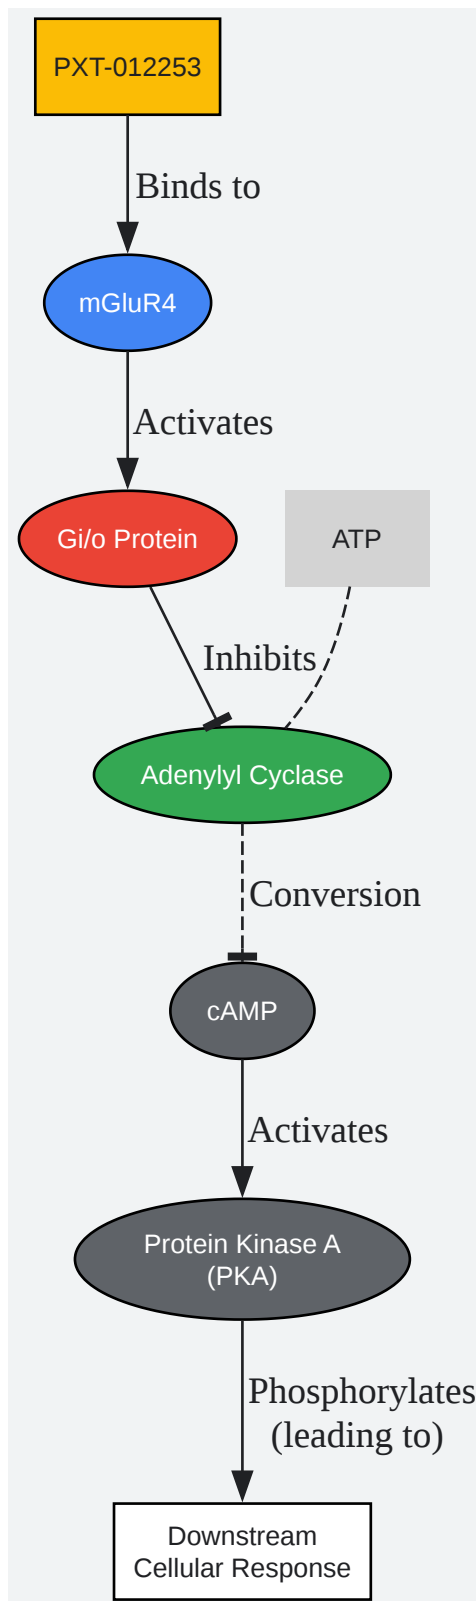 PXT-012253
Binds to
mGluR4
Activates
Gi/o Protein
ATP
Inhibits
Adenylyl Cyclase
Conversion
cAMP
Activates
Protein Kinase A
(PKA)
Phosphorylates
(leading to)
Downstream
Cellular Response